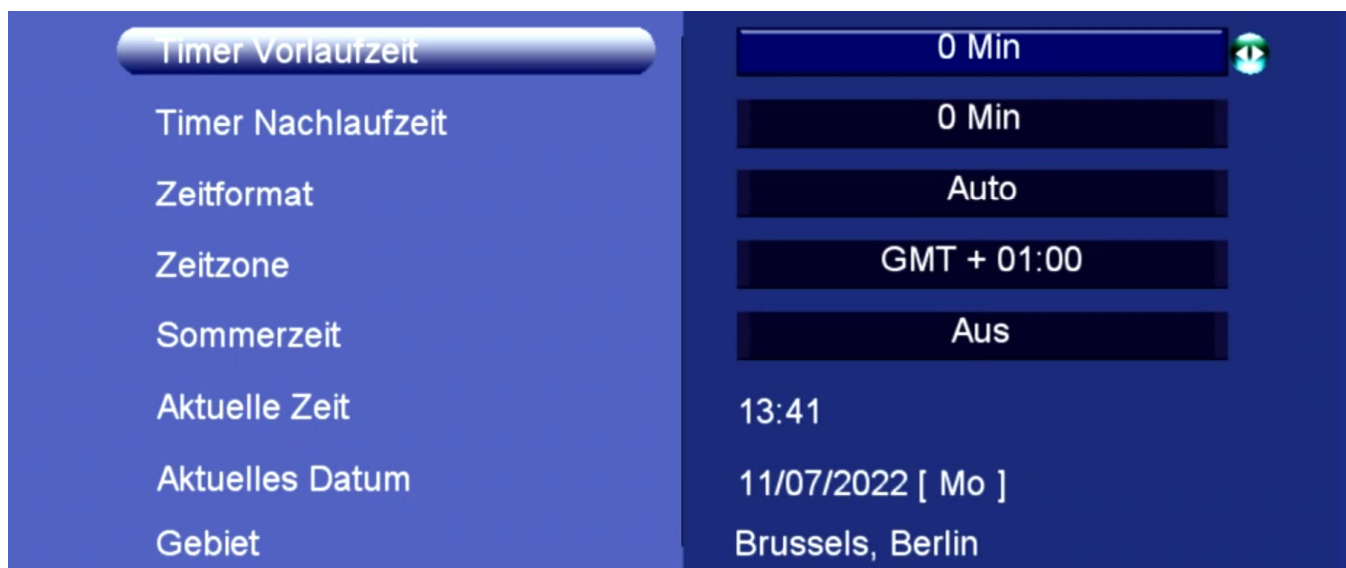 Timer Vorlaufzeit 0 Min
Timer Nachlaufzeit 0 Min
Zeitformat Auto
Zeitzone GMT + 01:00
Sommerzeit Aus
Aktuelle Zeit 13:41
Aktuelles Datum 11/07/2022 [ Mo ]
Gebiet Brussels, Berlin